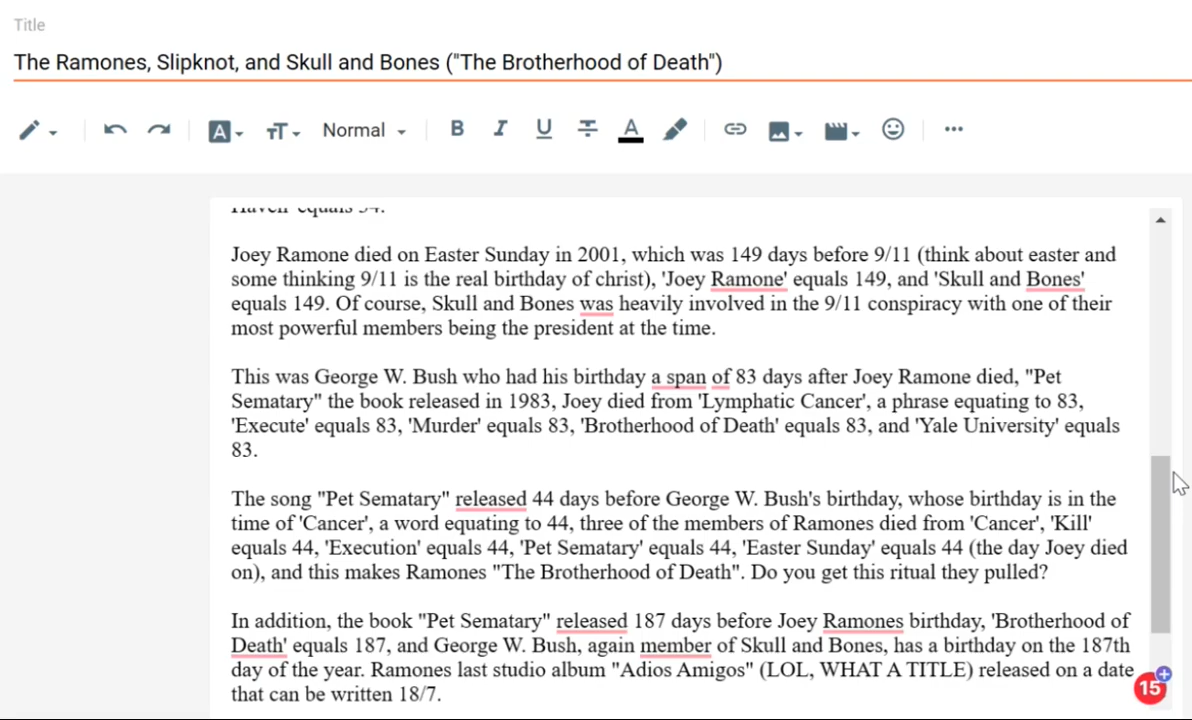 Title
The Ramones, Slipknot, and Skull and Bones ("The Brotherhood of Death")
Normal
equals 54.
Joey Ramone died on Easter Sunday in 2001, which was 149 days before 9/11 (think about easter and
some thinking 9/11 is the real birthday of christ), 'Joey Ramone' equals 149, and 'Skull and Bones'
equals 149. Of course, Skull and Bones was heavily involved in the 9/11 conspiracy with one of their
most powerful members being the president at the time.
This was George W. Bush who had his birthday a span of 83 days after Joey Ramone died, "Pet
Sematary" the book released in 1983, Joey died from 'Lymphatic Cancer', a phrase equating to 83,
'Execute' equals 83, 'Murder' equals 83, 'Brotherhood of Death' equals 83, and 'Yale University' equals
83.
The song "Pet Sematary" released 44 days before George W. Bush's birthday, whose birthday is in the
time of 'Cancer', a word equating to 44, three of the members of Ramones died from 'Cancer', 'Kill'
equals 44, 'Execution' equals 44, 'Pet Sematary' equals 44, 'Easter Sunday' equals 44 (the day Joey died
on), and this makes Ramones "The Brotherhood of Death". Do you get this ritual they pulled?
In addition, the book "Pet Sematary" released 187 days before Joey Ramones birthday, 'Brotherhood of
Death' equals 187, and George W. Bush, again member of Skull and Bones, has a birthday on the 187th
day of the year. Ramones last studio album "Adios Amigos" (LOL, WHAT A TITLE) released on a date
that can be written 18/7.
15